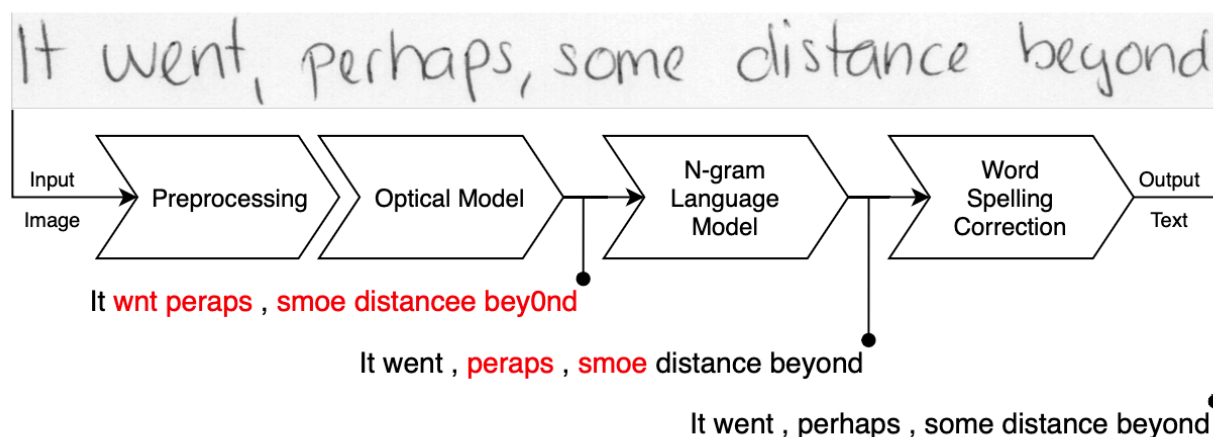 It went, perhaps, some distance beyond
Input
Image
Preprocessing
Optical Model
N-gram
Language
Model
Word
Spelling
Correction
Output
Text
It wnt peraps , smoe distancee bey0nd
It went , peraps , smoe distance beyond
It went , perhaps , some distance beyond